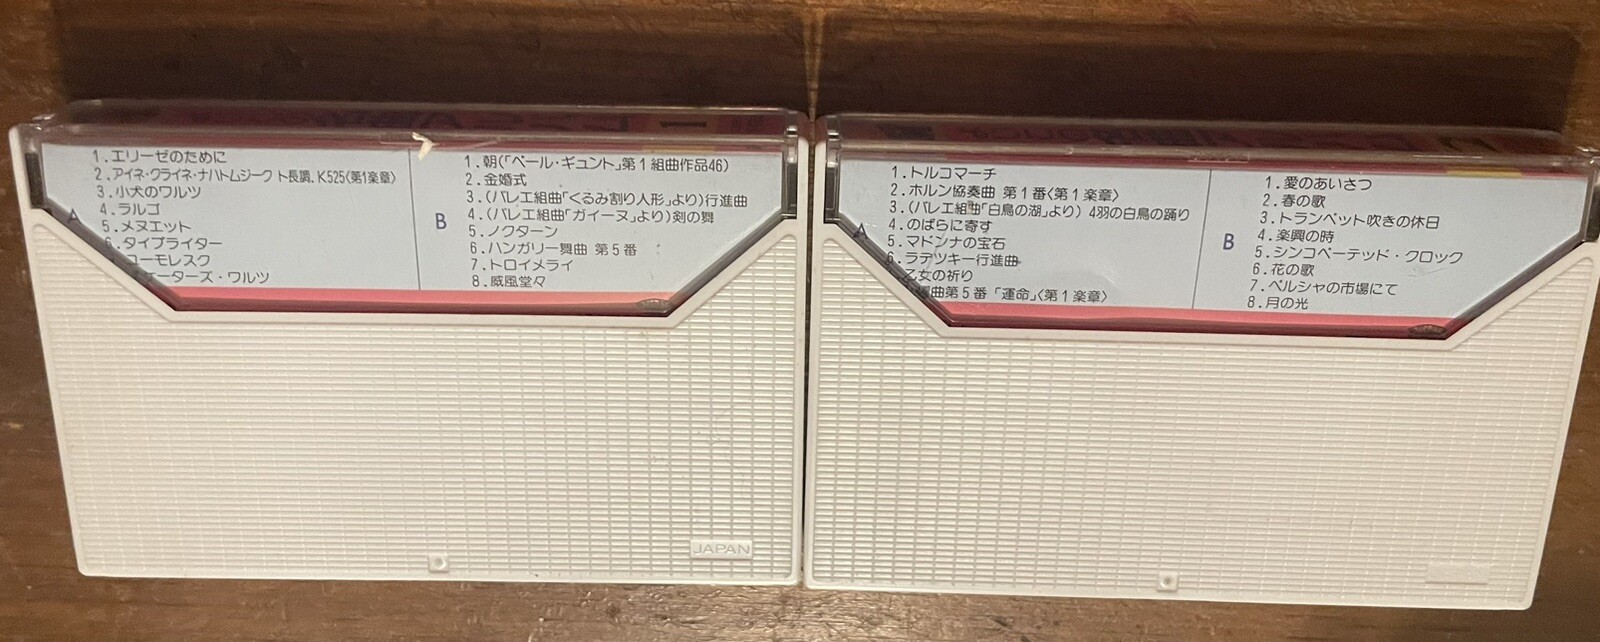 1.エリーゼのために
2.アイネ・クライネ・ナハトムジーク ト長調, K525〈第1楽章〉
3.小犬のワルツ
4.ラルゴ
5.メヌエット
6.タイプライター
ユーモレスク
ケーターズ・ワルツ
A
1.朝(「ペール・ギュント」第1組曲作品46)
2.金婚式
3.(バレエ組曲「くるみ割り人形」より)行進曲
4.(バレエ組曲「ガイーヌ」より)剣の舞
5.ノクターン
6.ハンガリー舞曲 第5番
7.トロイメライ
8.威風堂々
B
JAPAN
1.トルコマーチ
2.ホルン協奏曲 第1番〈第1楽章〉
3.(バレエ組曲「白鳥の湖」より) 4羽の白鳥の踊り
4.のばらに寄す
5.マドンナの宝石
6.ラデツキー行進曲
乙女の祈り
響曲第5番「運命」〈第1楽章〉
A
1.愛のあいさつ
2.春の歌
3.トランペット吹きの休日
4.楽興の時
5.シンコペーテッド・クロック
6.花の歌
7.ペルシャの市場にて
8.月の光
B